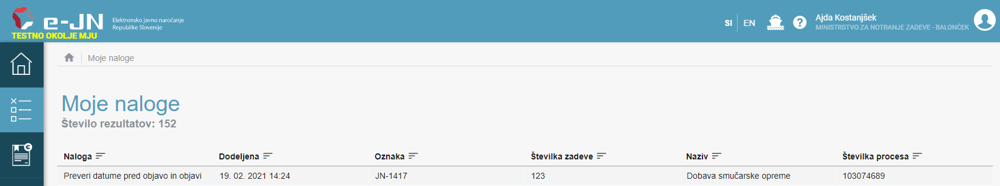 e-JN
Elektronsko javno naročanje
Republike Slovenije
TESTNO OKOLJE MJU
SI EN
Ajda Kostanjšek
MINISTRSTVO ZA NOTRANJE ZADEVE - BALONČEK
Moje naloge
Moje naloge
Število rezultatov: 152
Naloga Dodeljena Oznaka Številka zadeve Naziv Številka procesa
Preveri datume pred objavo in objavi 19. 02. 2021 14:24 JN-1417 123 Dobava smučarske opreme 103074689